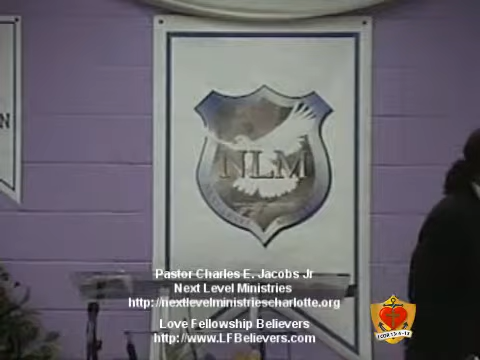 N
NLM
Pastor Charles E. Jacobs Jr
Next Level Ministries
http://nextlevelministriescharlotte.org
Love Fellowship Believers
http://www.LFBelievers.com